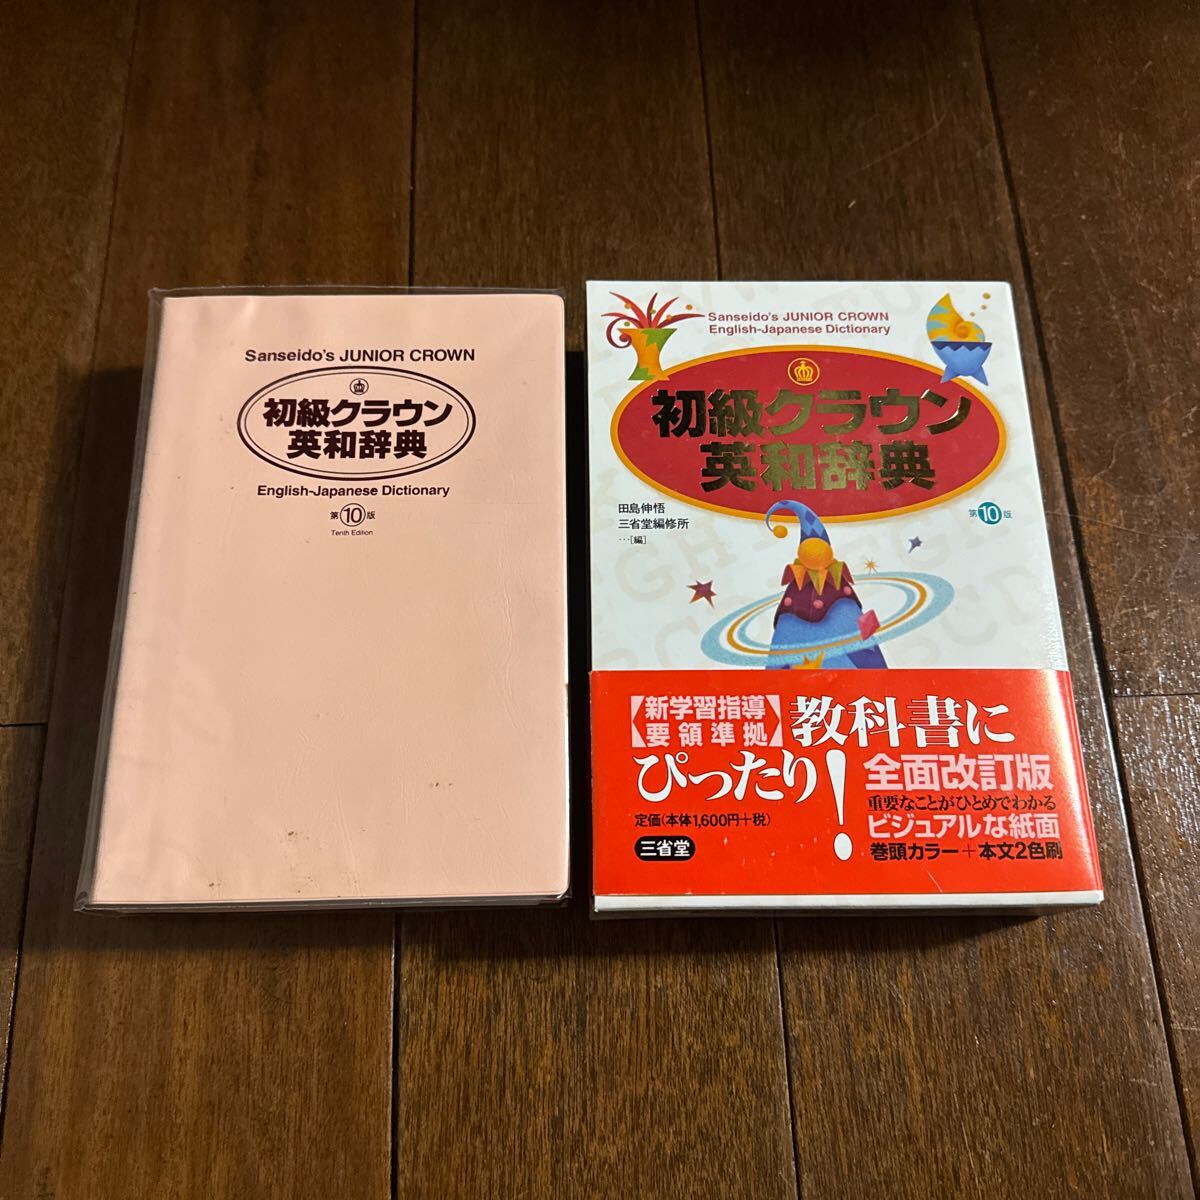 Sanseido's JUNIOR CROWN
初級クラウン
英和辞典
English-Japanese Dictionary
第10版
Tenth Edition
Sanseido's JUNIOR CROWN
English-Japanese Dictionary
初級クラウン
英和辞典
田島伸悟
三省堂編修所
…[編]
第10版
【新学習指導
要領準拠】
教科書に
ぴったり!
全面改訂版
重要なことがひとめでわかる
ビジュアルな紙面
巻頭カラー+本文2色刷
定価(本体1,600円+税)
三省堂